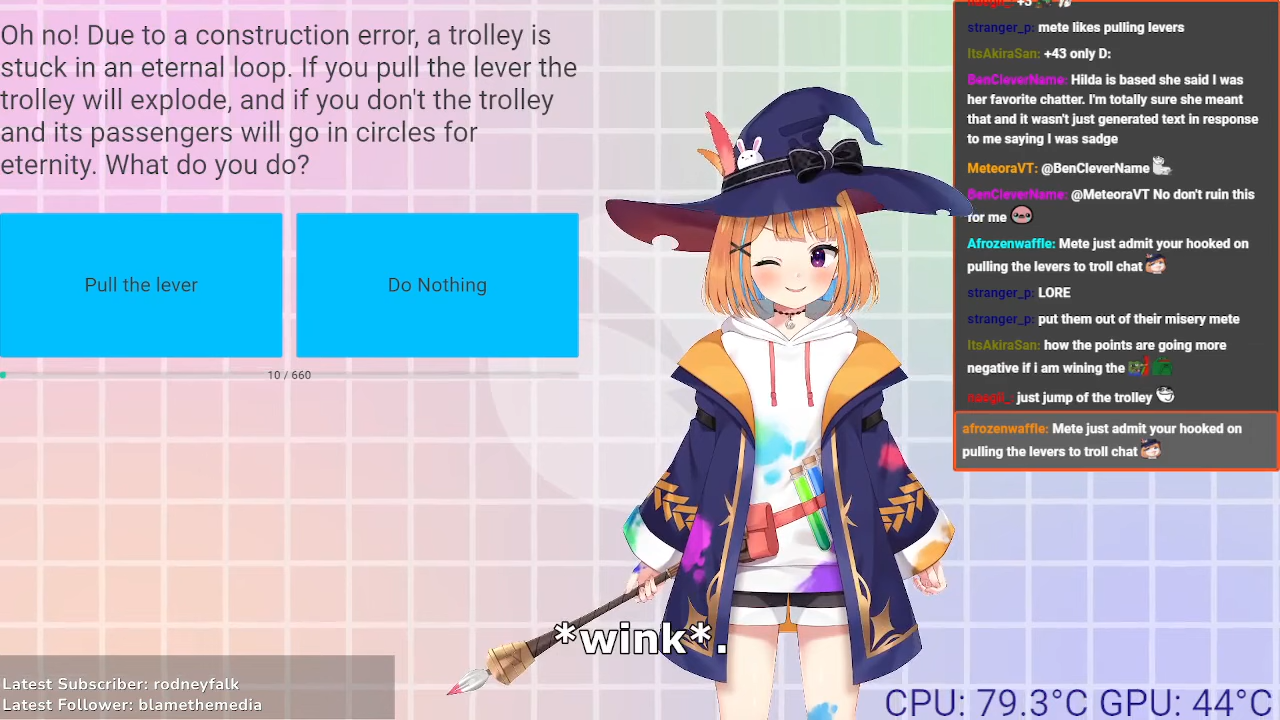 Oh no! Due to a construction error, a trolley is
stuck in an eternal loop. If you pull the lever the
trolley will explode, and if you don't the trolley
and its passengers will go in circles for
eternity. What do you do?
Pull the lever
Do Nothing
10 / 660
*wink*.
Latest Subscriber: rodneyfalk
Latest Follower: blamethemedia
stranger_p: mete likes pulling levers
ItsAkiraSan: +43 only D:
BenCleverName: Hilda is based she said I was
her favorite chatter. I'm totally sure she meant
that and it wasn't just generated text in response
to me saying I was sadge
MeteoraVT: @BenCleverName
BenCleverName: @MeteoraVT No don't ruin this
for me
Afrozenwaffle: Mete just admit your hooked on
pulling the levers to troll chat
stranger_p: LORE
stranger_p: put them out of their misery mete
ItsAkiraSan: how the points are going more
negative if i am wining the
just jump of the trolley
afrozenwaffle: Mete just admit your hooked on
pulling the levers to troll chat
CPU: 79.3°C GPU: 44°C